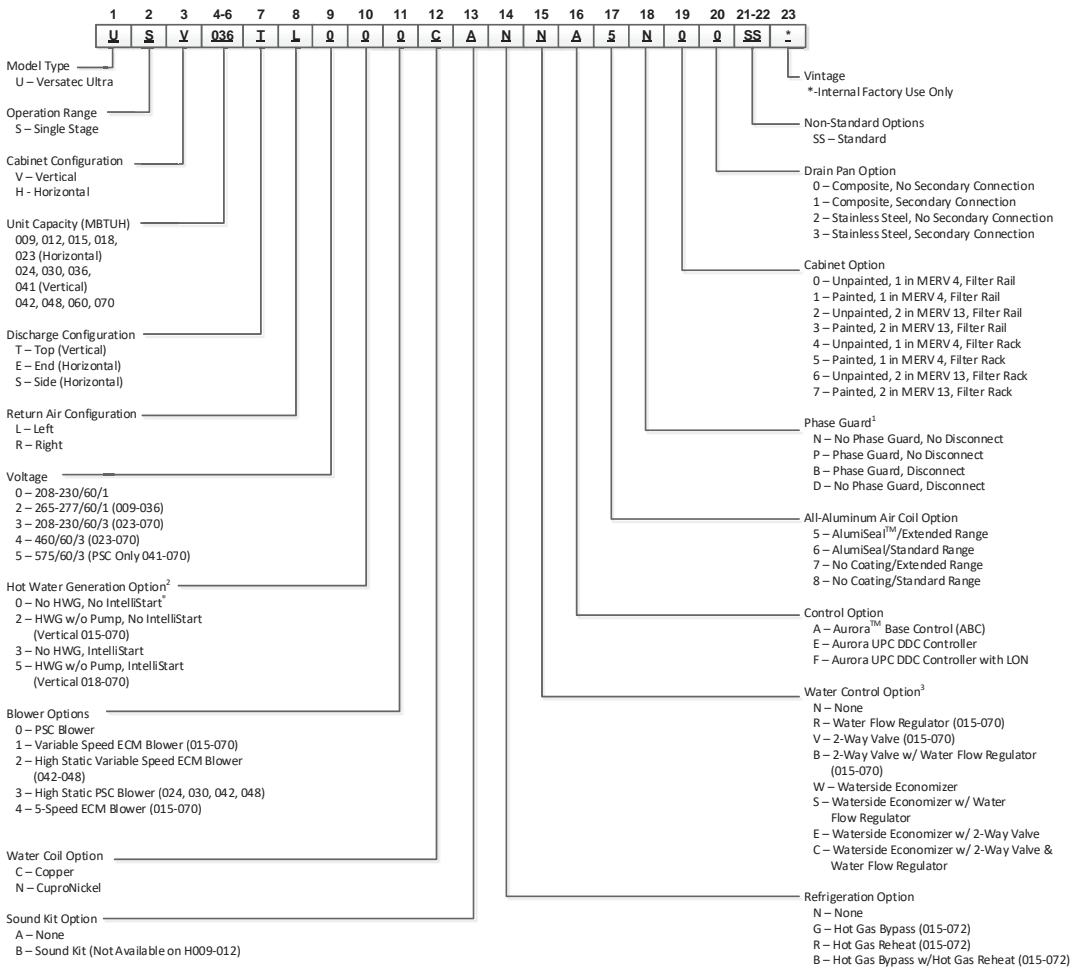 1 2 3 4-6 7 8 9 10 11 12 13 14 15 16 17 18 19 20 21-22 23
U S V 036 T L 0 0 0 C A N N A 5 N 0 0 SS *
Model Type
U – Versatec Ultra
Operation Range
S – Single Stage
Cabinet Configuration
V – Vertical
H - Horizontal
Unit Capacity (MBTUH)
009, 012, 015, 018,
023 (Horizontal)
024, 030, 036,
041 (Vertical)
042, 048, 060, 070
Discharge Configuration
T – Top (Vertical)
E – End (Horizontal)
S – Side (Horizontal)
Return Air Configuration
L – Left
R – Right
Voltage
0 – 208-230/60/1
2 – 265-277/60/1 (009-036)
3 – 208-230/60/3 (023-070)
4 – 460/60/3 (023-070)
5 – 575/60/3 (PSC Only 041-070)
Hot Water Generation Option2
0 – No HWG, No IntelliStart®
2 – HWG w/o Pump, No IntelliStart
(Vertical 015-070)
3 – No HWG, IntelliStart
5 – HWG w/o Pump, IntelliStart
(Vertical 018-070)
Blower Options
0 – PSC Blower
1 – Variable Speed ECM Blower (015-070)
2 – High Static Variable Speed ECM Blower
(042-048)
3 – High Static PSC Blower (024, 030, 042, 048)
4 – 5-Speed ECM Blower (015-070)
Water Coil Option
C – Copper
N – CuproNickel
Sound Kit Option
A – None
B – Sound Kit (Not Available on H009-012)
Vintage
*-Internal Factory Use Only
Non-Standard Options
SS – Standard
Drain Pan Option
0 – Composite, No Secondary Connection
1 – Composite, Secondary Connection
2 – Stainless Steel, No Secondary Connection
3 – Stainless Steel, Secondary Connection
Cabinet Option
0 – Unpainted, 1 in MERV 4, Filter Rail
1 – Painted, 1 in MERV 4, Filter Rail
2 – Unpainted, 2 in MERV 13, Filter Rail
3 – Painted, 2 in MERV 13, Filter Rail
4 – Unpainted, 1 in MERV 4, Filter Rack
5 – Painted, 1 in MERV 4, Filter Rack
6 – Unpainted, 2 in MERV 13, Filter Rack
7 – Painted, 2 in MERV 13, Filter Rack
Phase Guard1
N – No Phase Guard, No Disconnect
P – Phase Guard, No Disconnect
B – Phase Guard, Disconnect
D – No Phase Guard, Disconnect
All-Aluminum Air Coil Option
5 – AlumiSeal™/Extended Range
6 – AlumiSeal/Standard Range
7 – No Coating/Extended Range
8 – No Coating/Standard Range
Control Option
A – Aurora™ Base Control (ABC)
E – Aurora UPC DDC Controller
F – Aurora UPC DDC Controller with LON
Water Control Option3
N – None
R – Water Flow Regulator (015-070)
V – 2-Way Valve (015-070)
B – 2-Way Valve w/ Water Flow Regulator
(015-070)
W – Waterside Economizer
S – Waterside Economizer w/ Water
Flow Regulator
E – Waterside Economizer w/ 2-Way Valve
C – Waterside Economizer w/ 2-Way Valve &
Water Flow Regulator
Refrigeration Option
N – None
G – Hot Gas Bypass (015-072)
R – Hot Gas Reheat (015-072)
B – Hot Gas Bypass w/Hot Gas Reheat (015-072)